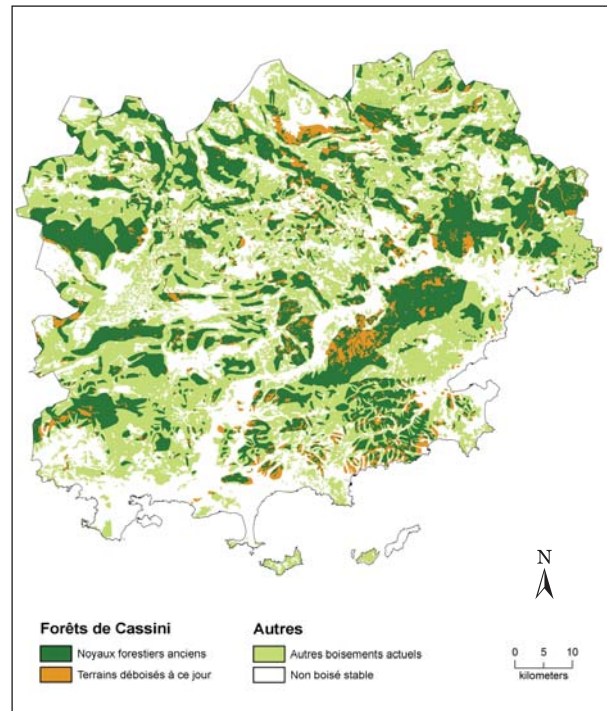 N
Forêts de Cassini
Noyaux forestiers anciens
Terrains déboisés à ce jour
Autres
Autres boisements actuels
Non boisé stable
0 5 10
kilometers